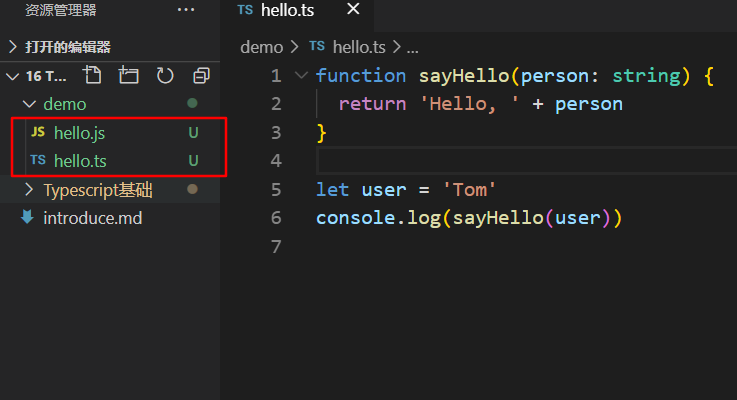 资源管理器 ···
打开的编辑器
16 T...
demo
JS hello.js U
TS hello.ts U
Typescript基础
introduce.md
TS hello.ts
demo > TS hello.ts > ...
1 function sayHello(person: string) {
2 return 'Hello, ' + person
3 }
4
5 let user = 'Tom'
6 console.log(sayHello(user))
7